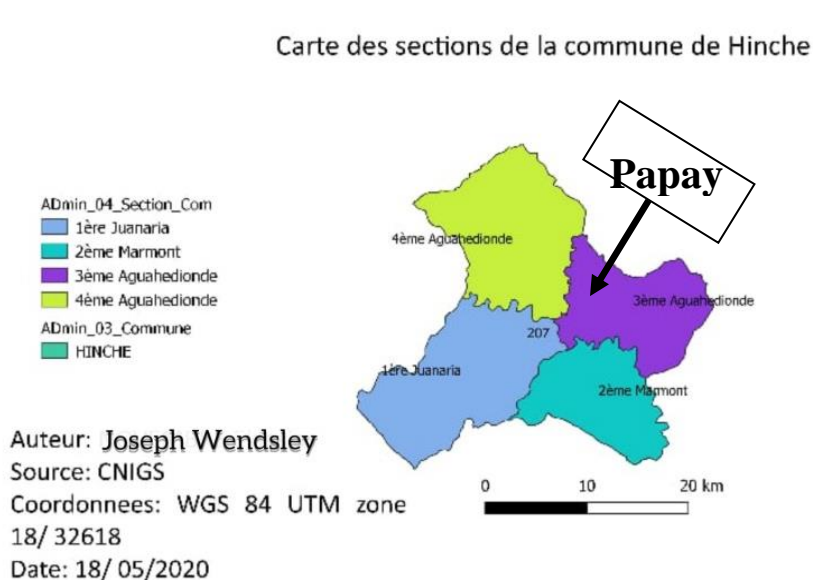 Carte des sections de la commune de Hinche
Papay
ADmin_04_Section_Com
1ère Juanaria
2ème Marmont
3ème Aguahedionde
4ème Aguahedionde
ADmin_03_Commune
HINCHE
4ème Aguahedionde
3ème Aguahedionde
207
1ère Juanaria
2ème Marmont
Auteur: Joseph Wendsley
Source: CNIGS
Coordonnees: WGS 84 UTM zone
18/ 32618
Date: 18/ 05/2020
0 10 20 km